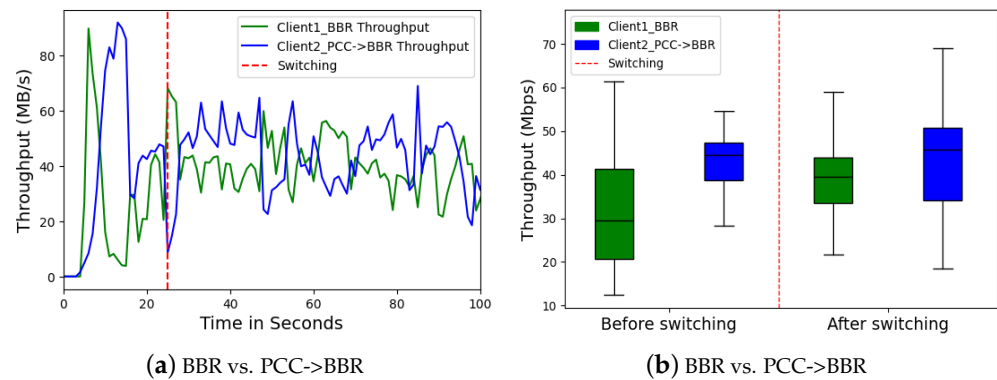 Client1_BBR Throughput
Client2_PCC->BBR Throughput
Switching
Throughput (MB/s)
80
60
40
20
0
0 20 40 60 80 100
Time in Seconds
(a) BBR vs. PCC->BBR
Client1_BBR
Client2_PCC->BBR
Switching
Throughput (Mbps)
70
60
50
40
30
20
10
Before switching After switching
(b) BBR vs. PCC->BBR